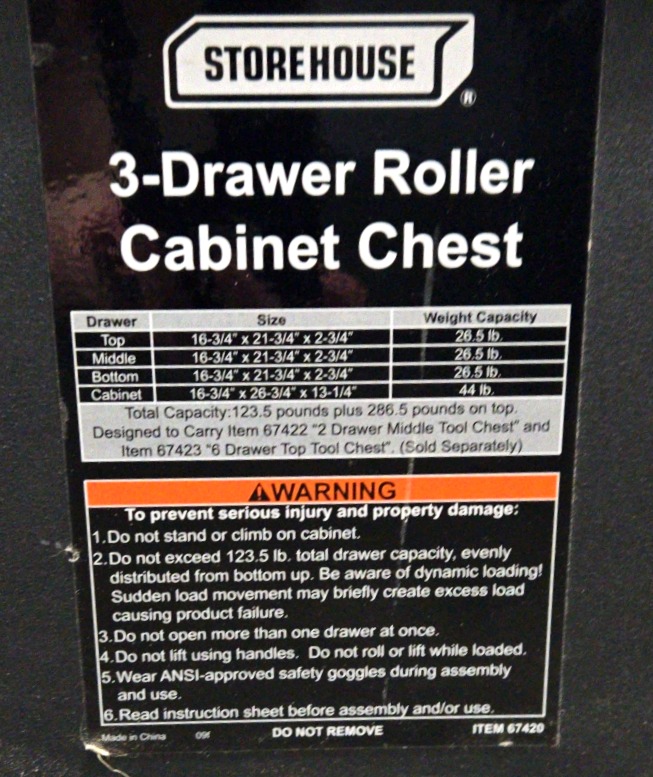 STOREHOUSE
®
3-Drawer Roller
Cabinet Chest
Drawer Size Weight Capacity
Top 16-3/4" x 21-3/4" x 2-3/4" 26.5 lb.
Middle 16-3/4" x 21-3/4" x 2-3/4" 26.5 lb.
Bottom 16-3/4" x 21-3/4" x 2-3/4" 26.5 lb.
Cabinet 16-3/4" x 26-3/4" x 13-1/4" 44 lb.
Total Capacity:123.5 pounds plus 286.5 pounds on top.
Designed to Carry Item 67422 "2 Drawer Middle Tool Chest" and
Item 67423 "6 Drawer Top Tool Chest". (Sold Separately)
⚠WARNING
To prevent serious injury and property damage:
1.Do not stand or climb on cabinet.
2.Do not exceed 123.5 lb. total drawer capacity, evenly
distributed from bottom up. Be aware of dynamic loading!
Sudden load movement may briefly create excess load
causing product failure.
3.Do not open more than one drawer at once.
4.Do not lift using handles. Do not roll or lift while loaded.
5.Wear ANSI-approved safety goggles during assembly
and use.
6.Read instruction sheet before assembly and/or use.
Made in China DO NOT REMOVE ITEM 67420